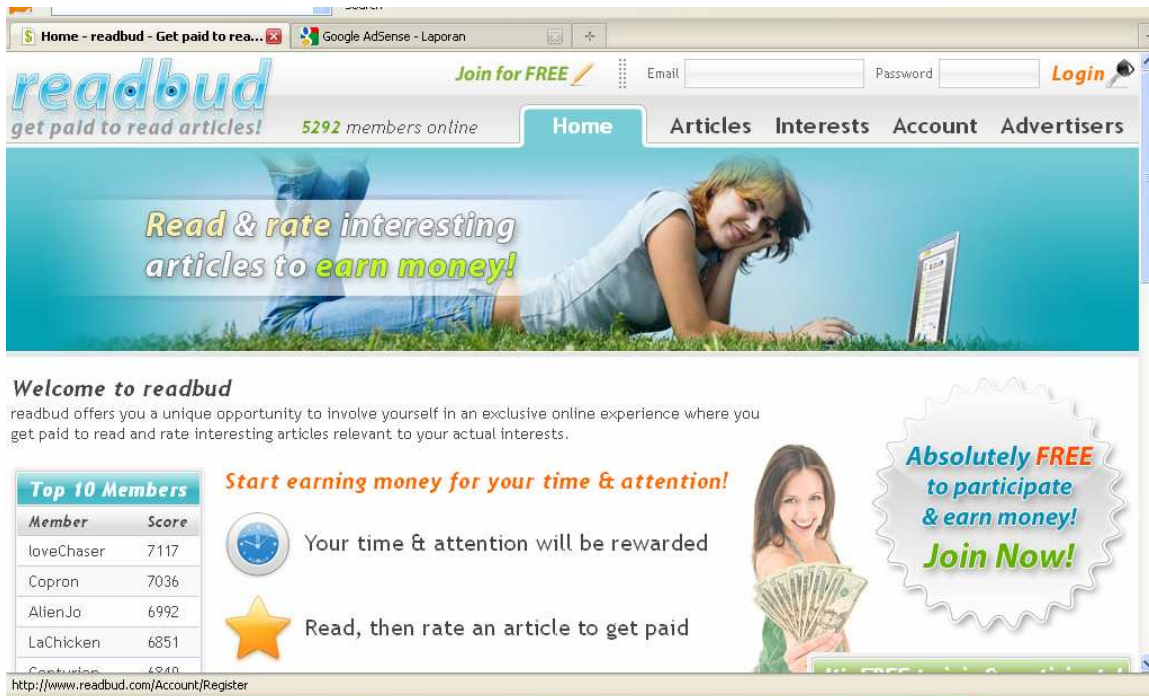 Search
Home - readbud - Get paid to rea...
Google AdSense - Laporan
readbud
get paid to read articles!
Join for FREE
Email
Password
Login
5292 members online
Home
Articles
Interests
Account
Advertisers
Read & rate interesting
articles to earn money!
Welcome to readbud
readbud offers you a unique opportunity to involve yourself in an exclusive online experience where you
get paid to read and rate interesting articles relevant to your actual interests.
Top 10 Members
Member Score
loveChaser 7117
Copron 7036
AlienJo 6992
LaChicken 6851
Start earning money for your time & attention!
Your time & attention will be rewarded
Read, then rate an article to get paid
Absolutely FREE
to participate
& earn money!
Join Now!
http://www.readbud.com/Account/Register